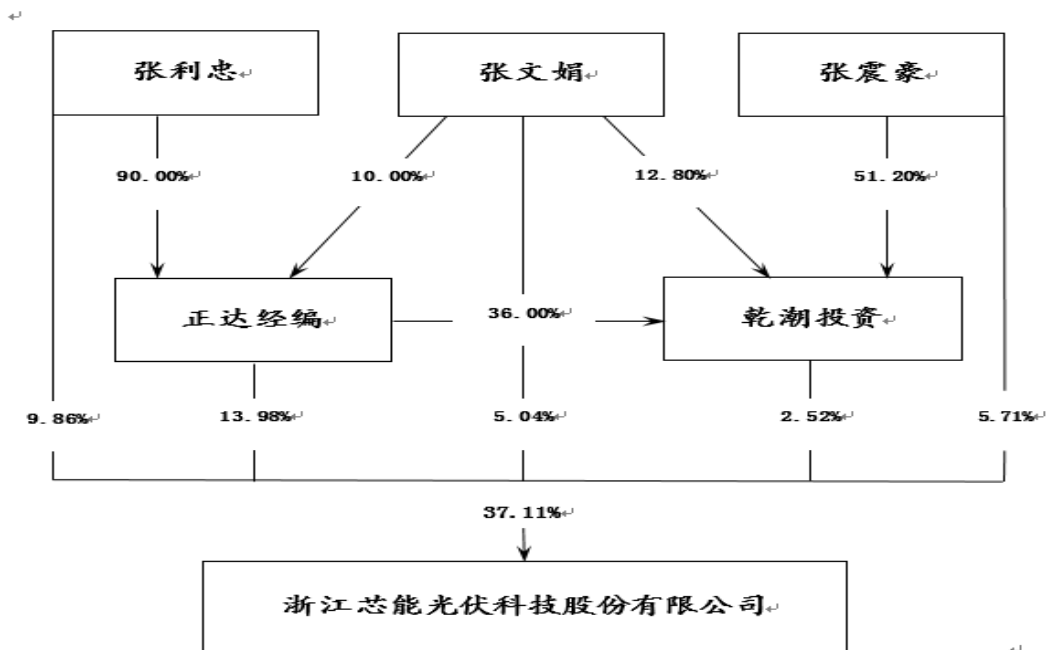 张利忠
张文娟
张震豪
90.00%
10.00%
12.80%
51.20%
正达经编
36.00%
乾潮投资
9.86%
13.98%
5.04%
2.52%
5.71%
37.11%
浙江芯能光伏科技股份有限公司